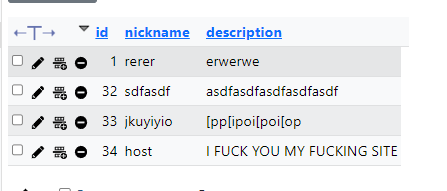 id nickname description
1 rerer erwerwe
32 sdfasdf asdfasdfasdfasdfasdf
33 jkuyiyio [pp[ipoi[poi[op
34 host I FUCK YOU MY FUCKING SITE